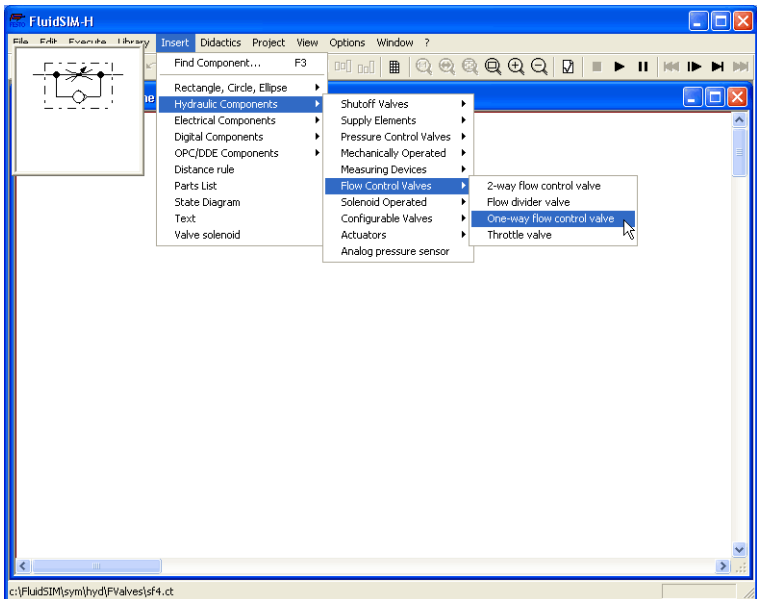 FluidSIM-H
File Edit Execute Library Insert Didactics Project View Options Window ?
Find Component... F3
Rectangle, Circle, Ellipse
Hydraulic Components
Electrical Components
Digital Components
OPC/DDE Components
Distance rule
Parts List
State Diagram
Text
Valve solenoid
Shutoff Valves
Supply Elements
Pressure Control Valves
Mechanically Operated
Measuring Devices
Flow Control Valves
Solenoid Operated
Configurable Valves
Actuators
Analog pressure sensor
2-way flow control valve
Flow divider valve
One-way flow control valve
Throttle valve
c:\FluidSIM\sym\hyd\FValves\sf4.ct